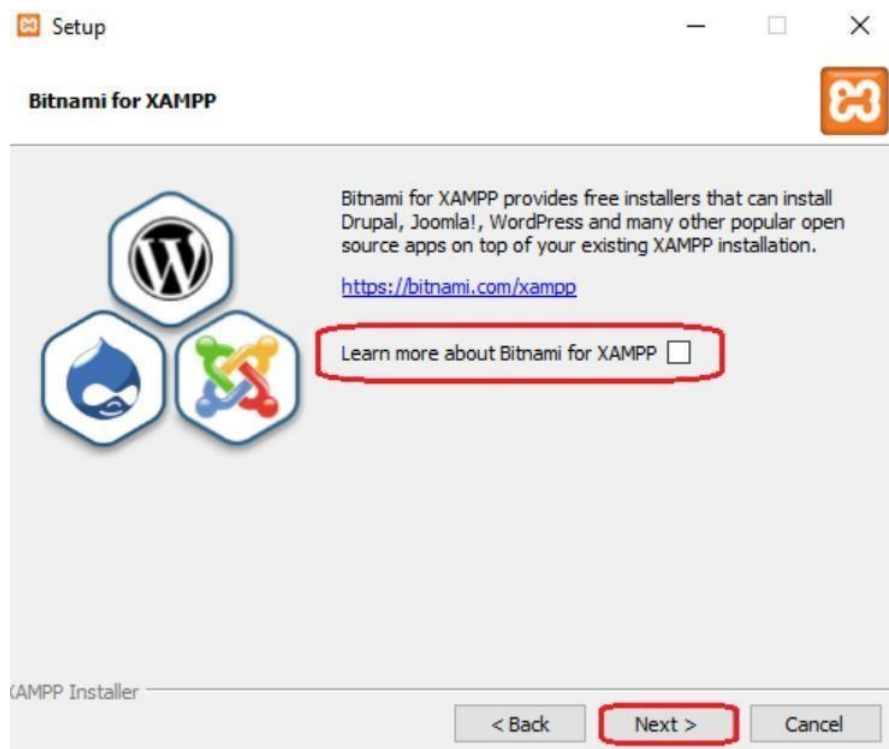 Setup
Bitnami for XAMPP
Bitnami for XAMPP provides free installers that can install
Drupal, Joomla!, WordPress and many other popular open
source apps on top of your existing XAMPP installation.
https://bitnami.com/xampp
Learn more about Bitnami for XAMPP
XAMPP Installer
< Back Next > Cancel